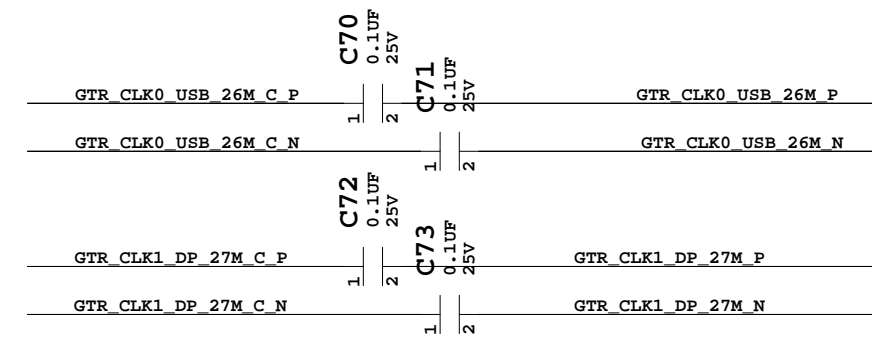 C70
0.1UF
25V
C71
0.1UF
25V
GTR_CLK0_USB_26M_C_P
1
2
GTR_CLK0_USB_26M_P
GTR_CLK0_USB_26M_C_N
1
2
GTR_CLK0_USB_26M_N
C72
0.1UF
25V
C73
0.1UF
25V
GTR_CLK1_DP_27M_C_P
1
2
GTR_CLK1_DP_27M_P
GTR_CLK1_DP_27M_C_N
1
2
GTR_CLK1_DP_27M_N